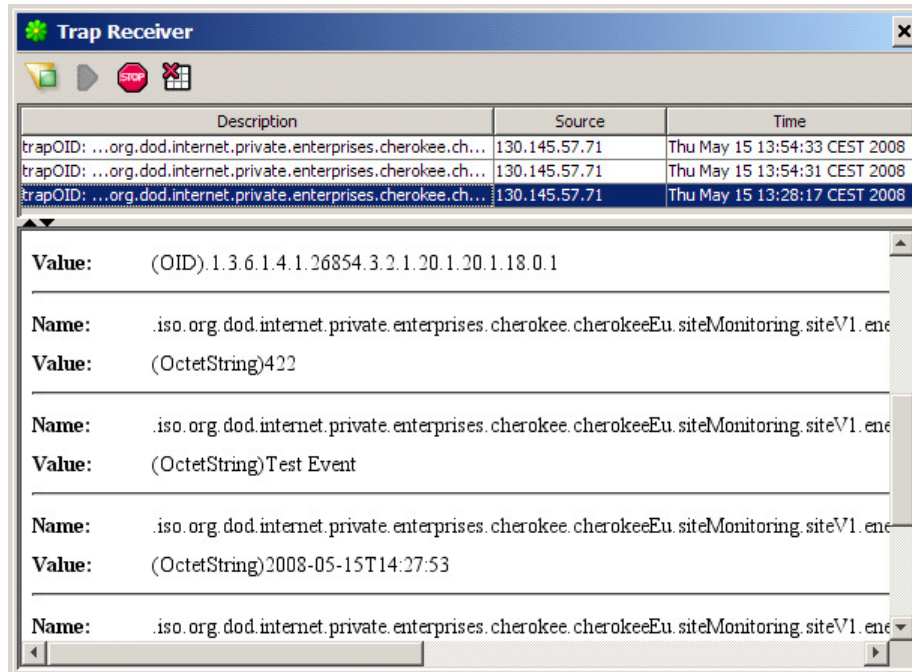 Trap Receiver
STOP
Description Source Time
trapOID: ...org.dod.internet.private.enterprises.cherokee.ch... 130.145.57.71 Thu May 15 13:54:33 CEST 2008
trapOID: ...org.dod.internet.private.enterprises.cherokee.ch... 130.145.57.71 Thu May 15 13:54:31 CEST 2008
trapOID: ...org.dod.internet.private.enterprises.cherokee.ch... 130.145.57.71 Thu May 15 13:28:17 CEST 2008
Value: (OID).1.3.6.1.4.1.26854.3.2.1.20.1.20.1.18.0.1
Name: .iso.org.dod.internet.private.enterprises.cherokee.cherokeeEu.siteMonitoring.siteV1.ene
Value: (OctetString)422
Name: .iso.org.dod.internet.private.enterprises.cherokee.cherokeeEu.siteMonitoring.siteV1.ene
Value: (OctetString)Test Event
Name: .iso.org.dod.internet.private.enterprises.cherokee.cherokeeEu.siteMonitoring.siteV1.ene
Value: (OctetString)2008-05-15T14:27:53
Name: .iso.org.dod.internet.private.enterprises.cherokee.cherokeeEu.siteMonitoring.siteV1.ene